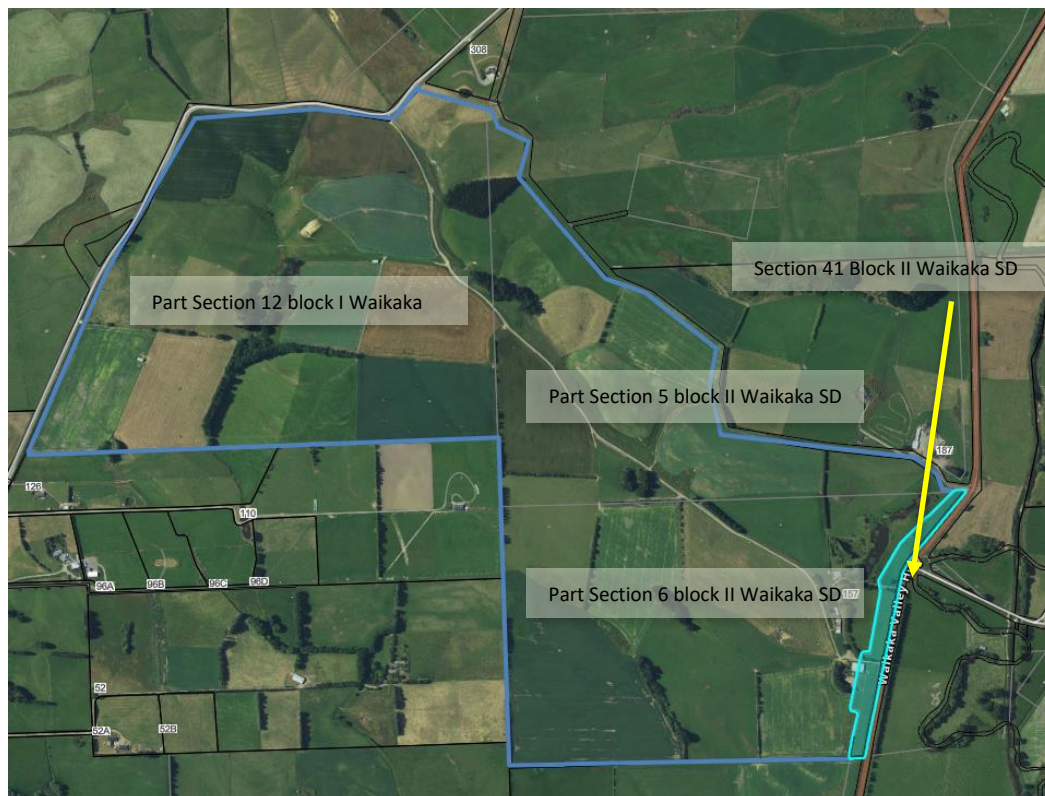 308
Section 41 Block II Waikaka SD
Part Section 12 block I Waikaka
Part Section 5 block II Waikaka SD
187
126
110
96A
96B
96C
96D
Part Section 6 block II Waikaka SD
157
Waikaka Valley H
52
52A
52B